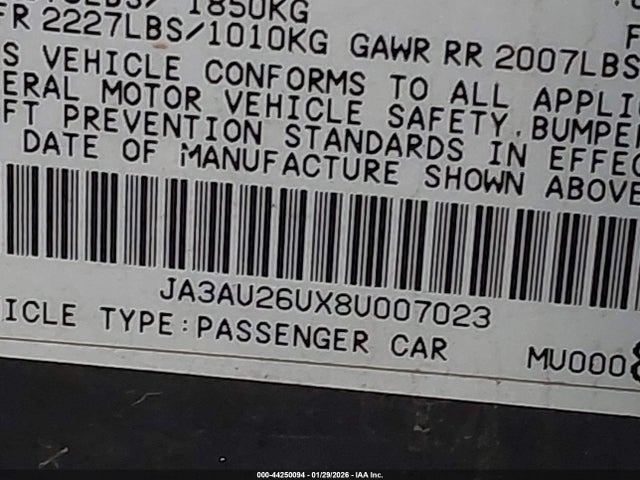 1850KG
FR 2227LBS/1010KG GAWR RR 2007LBS
S VEHICLE CONFORMS TO ALL APPLI
ERAL MOTOR VEHICLE SAFETY, BUMPE
FT PREVENTION STANDARDS IN EFFEC
DATE OF MANUFACTURE SHOWN ABOVE
JA3AU26UX8U007023
ICLE TYPE:PASSENGER CAR
MU000
000-44250094 - 01/29/2026 - IAA Inc.